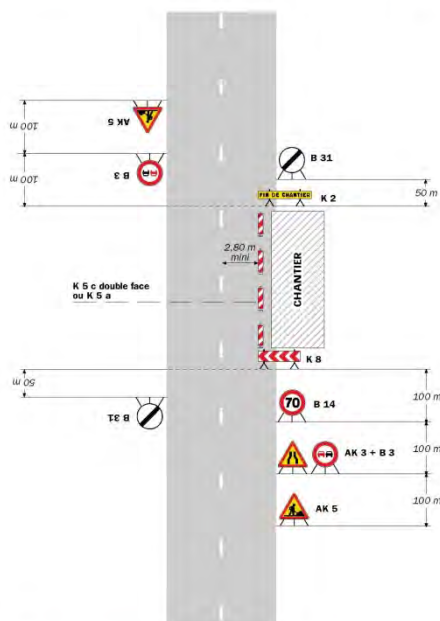 100 m
AK 5
100 m
B 3
B 31
FIN DE CHANTIER
K 2
50 m
2,80 m
mini
CHANTIER
K 5 c double face
ou K 5 a
K 8
50 m
B 31
70
B 14
100 m
AK 3 + B 3
100 m
AK 5
100 m